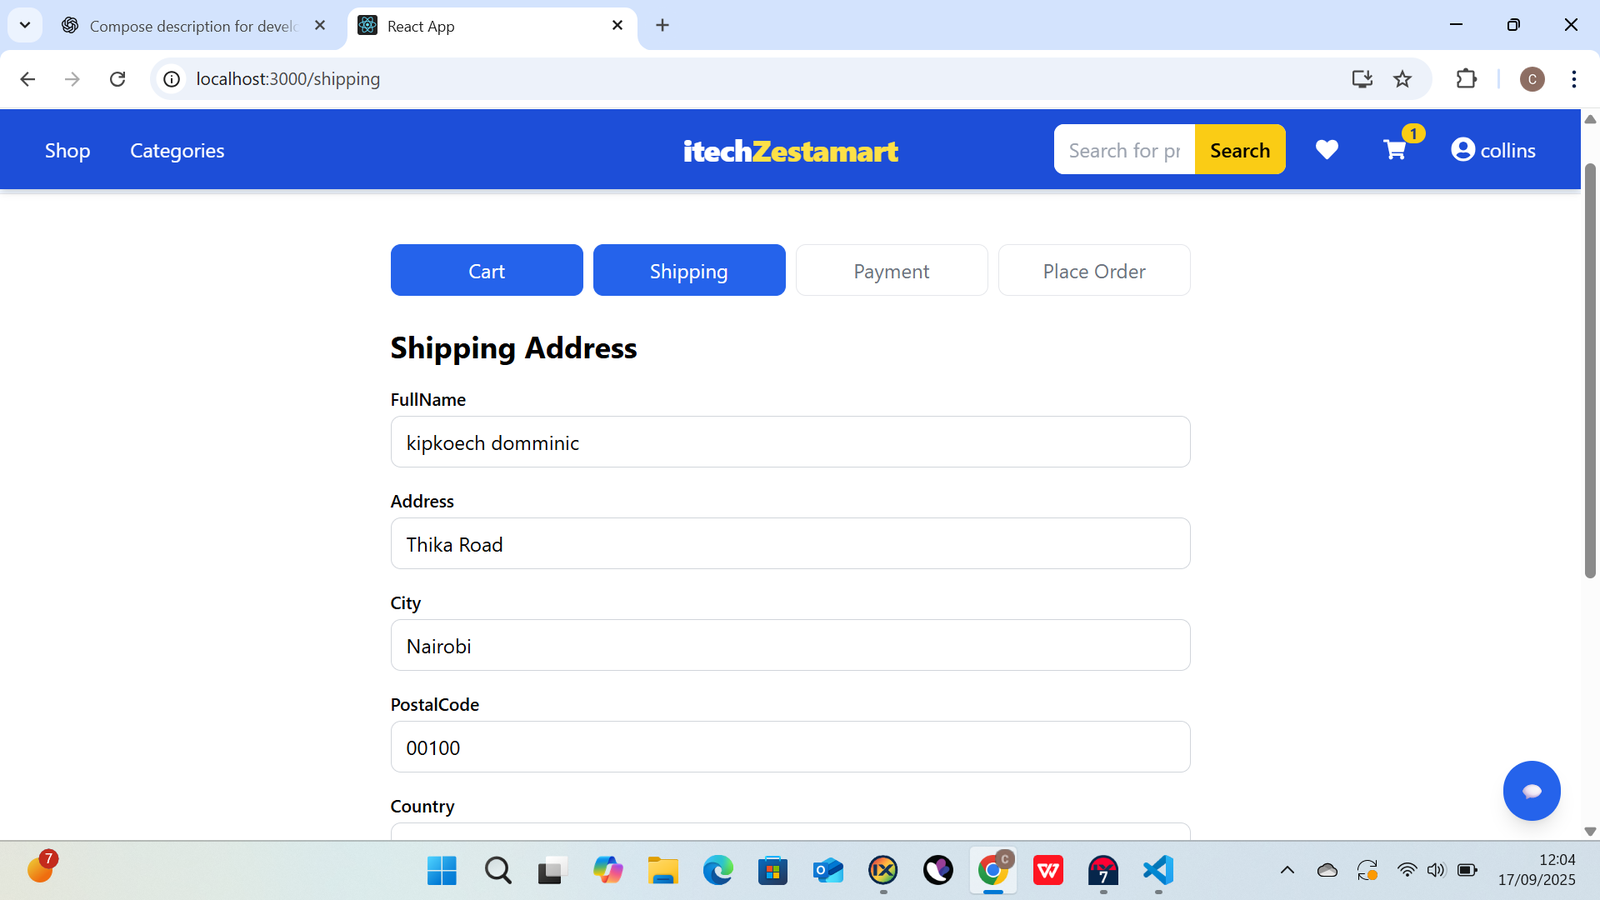 Compose description for develo
React App
localhost:3000/shipping
C
Shop
Categories
itechZestamart
Search for pr
Search
1
collins
Cart
Shipping
Payment
Place Order
Shipping Address
FullName
kipkoech domminic
Address
Thika Road
City
Nairobi
PostalCode
00100
Country
7
IX
C
W
7
12:04
17/09/2025